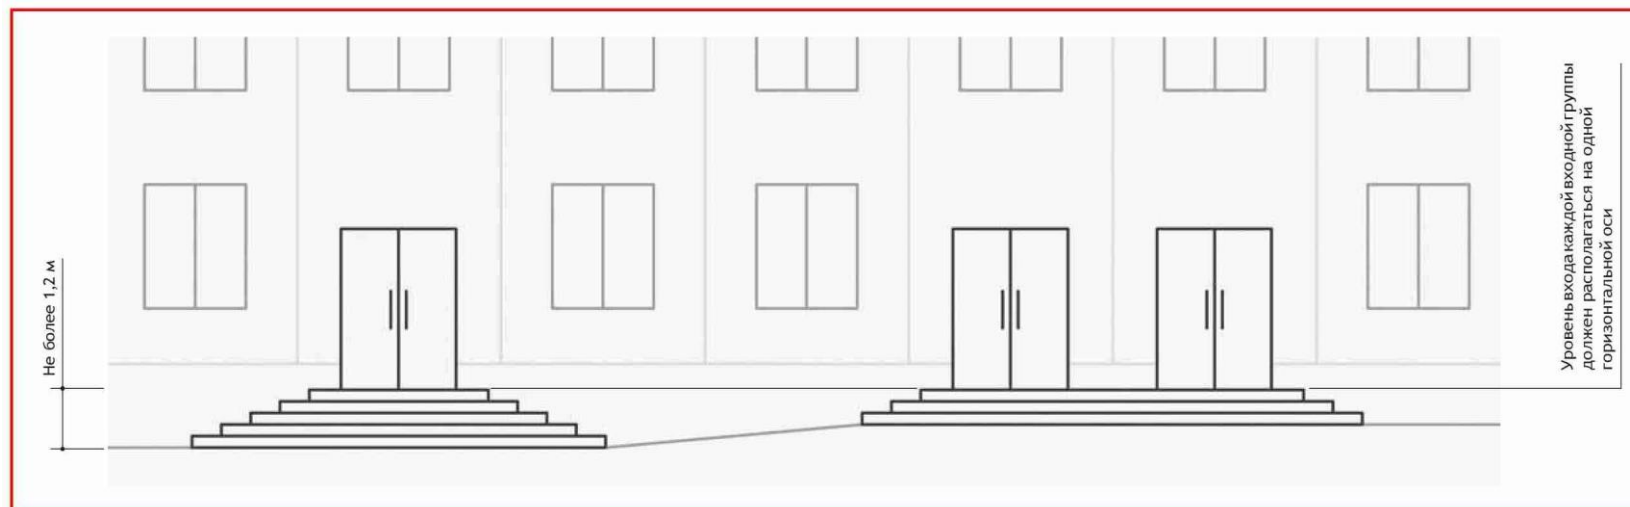 Не более 1,2 м
Уровень входа каждой входной группы
должен располагаться на одной
горизонтальной оси